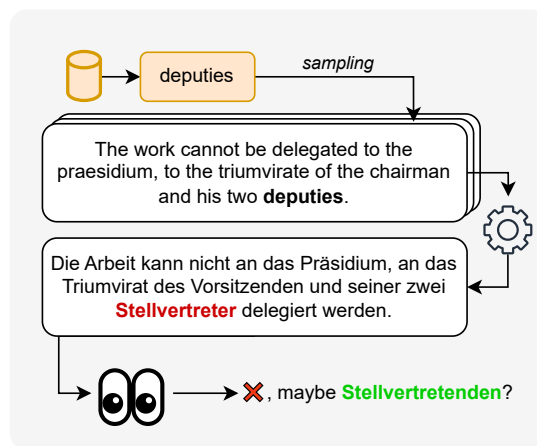 deputies
sampling
The work cannot be delegated to the
praesidium, to the triumvirate of the chairman
and his two deputies.
Die Arbeit kann nicht an das Präsidium, an das
Triumvirat des Vorsitzenden und seiner zwei
Stellvertreter delegiert werden.
, maybe Stellvertretenden?